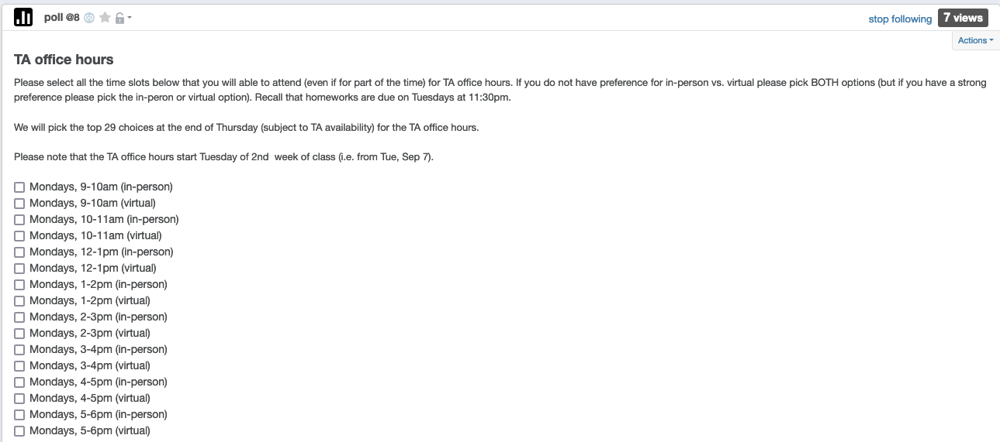 poll @8
stop following
7 views
Actions
TA office hours
Please select all the time slots below that you will able to attend (even if for part of the time) for TA office hours. If you do not have preference for in-person vs. virtual please pick BOTH options (but if you have a strong
preference please pick the in-peron or virtual option). Recall that homeworks are due on Tuesdays at 11:30pm.
We will pick the top 29 choices at the end of Thursday (subject to TA availability) for the TA office hours.
Please note that the TA office hours start Tuesday of 2nd  week of class (i.e. from Tue, Sep 7).
Mondays, 9-10am (in-person)
Mondays, 9-10am (virtual)
Mondays, 10-11am (in-person)
Mondays, 10-11am (virtual)
Mondays, 12-1pm (in-person)
Mondays, 12-1pm (virtual)
Mondays, 1-2pm (in-person)
Mondays, 1-2pm (virtual)
Mondays, 2-3pm (in-person)
Mondays, 2-3pm (virtual)
Mondays, 3-4pm (in-person)
Mondays, 3-4pm (virtual)
Mondays, 4-5pm (in-person)
Mondays, 4-5pm (virtual)
Mondays, 5-6pm (in-person)
Mondays, 5-6pm (virtual)